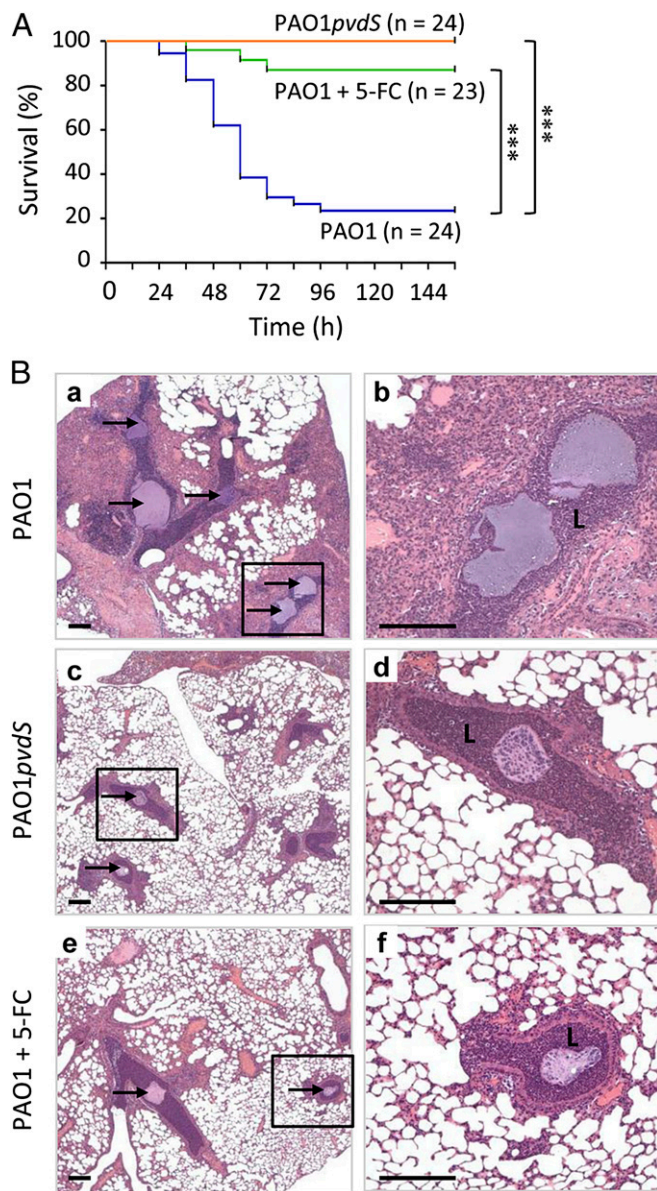 A
PAO1pvdS (n = 24)
PAO1 + 5-FC (n = 23)
PAO1 (n = 24)
***
***
Survival (%)
100
80
60
40
20
0
0 24 48 72 96 120 144
Time (h)
B
PAO1
a
b
L
PAO1pvdS
c
d
L
PAO1 + 5-FC
e
f
L